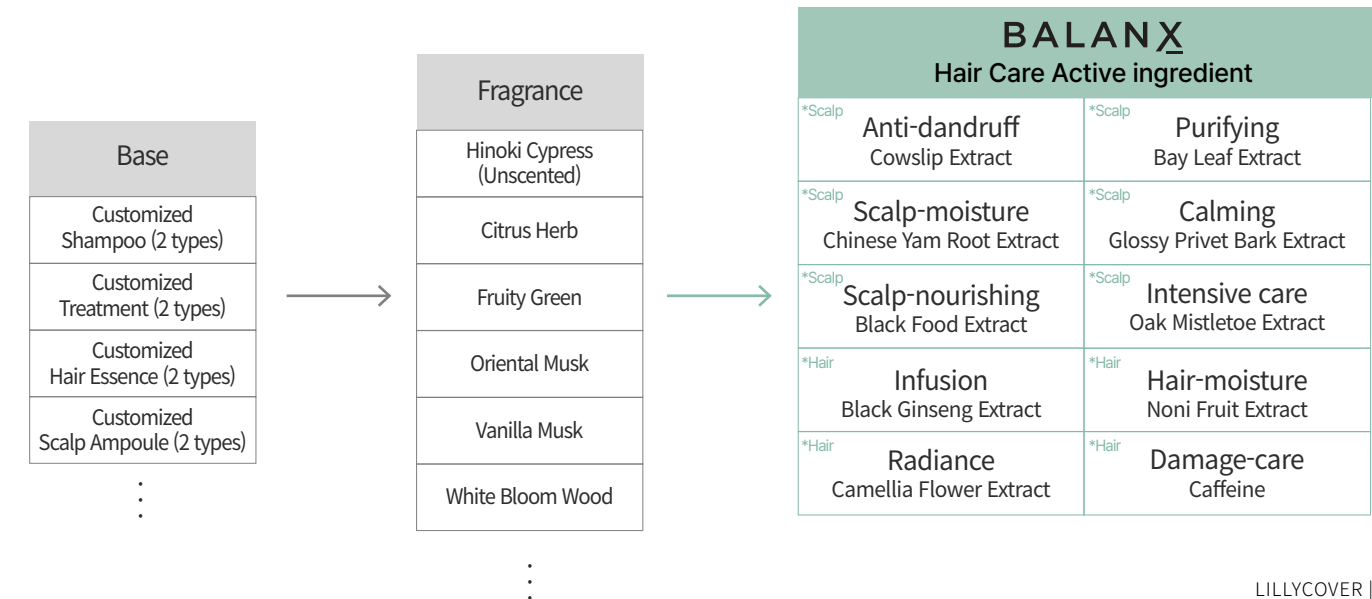 Base
Customized
Shampoo (2 types)
Customized
Treatment (2 types)
Customized
Hair Essence (2 types)
Customized
Scalp Ampoule (2 types)
Fragrance
Hinoki Cypress
(Unscented)
Citrus Herb
Fruity Green
Oriental Musk
Vanilla Musk
White Bloom Wood
BALANX
Hair Care Active ingredient
*Scalp
Anti-dandruff
Cowslip Extract
*Scalp
Purifying
Bay Leaf Extract
*Scalp
Scalp-moisture
Chinese Yam Root Extract
*Scalp
Calming
Glossy Privet Bark Extract
*Scalp
Scalp-nourishing
Black Food Extract
*Scalp
Intensive care
Oak Mistletoe Extract
*Hair
Infusion
Black Ginseng Extract
*Hair
Hair-moisture
Noni Fruit Extract
*Hair
Radiance
Camellia Flower Extract
*Hair
Damage-care
Caffeine
LILLYCOVER |